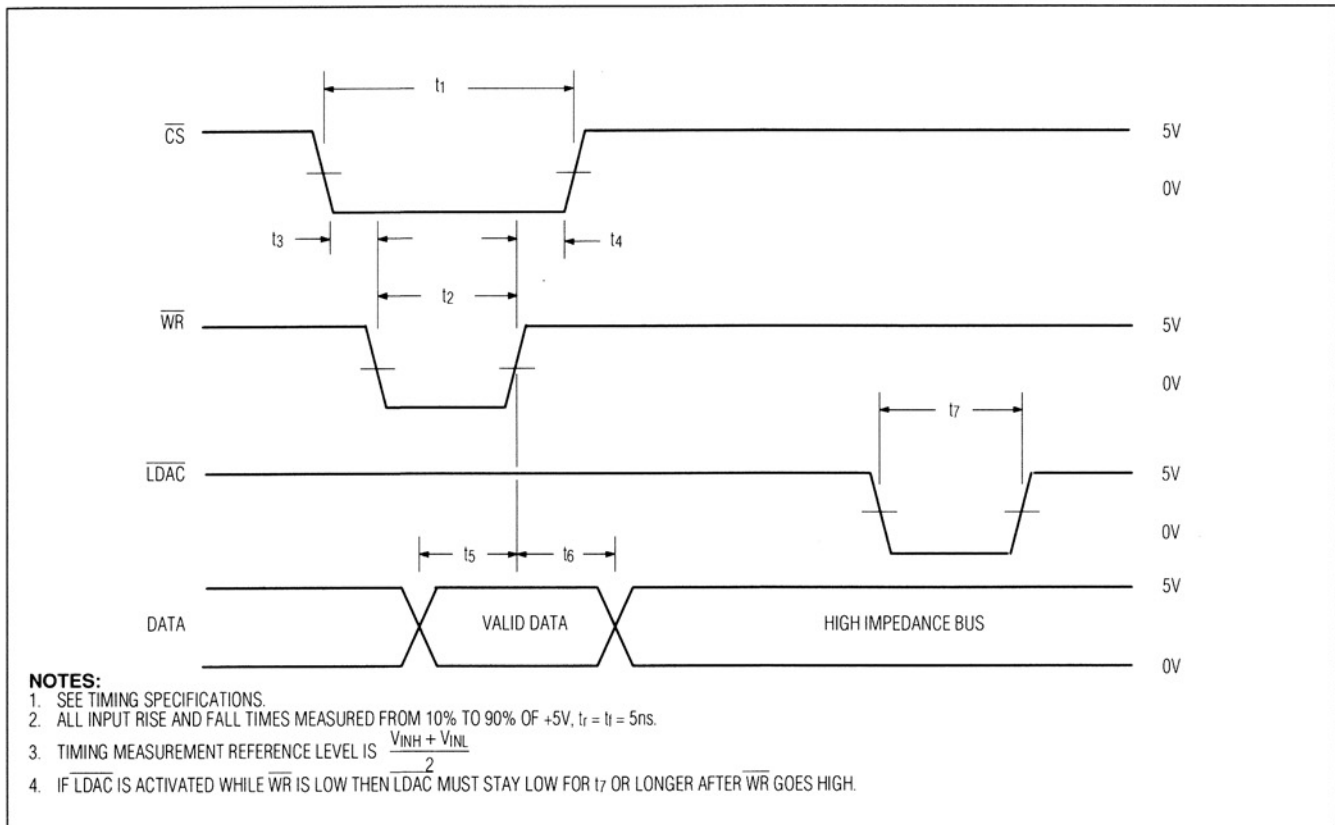 t1
CS 5V
0V
t3 t4
t2
WR 5V
0V
t7
LDAC 5V
0V
t5 t6
5V
DATA VALID DATA HIGH IMPEDANCE BUS
0V
NOTES:
1. SEE TIMING SPECIFICATIONS.
2. ALL INPUT RISE AND FALL TIMES MEASURED FROM 10% TO 90% OF +5V, tr = tf = 5ns.
3. TIMING MEASUREMENT REFERENCE LEVEL IS VINH + VINL
2
4. IF LDAC IS ACTIVATED WHILE WR IS LOW THEN LDAC MUST STAY LOW FOR t7 OR LONGER AFTER WR GOES HIGH.